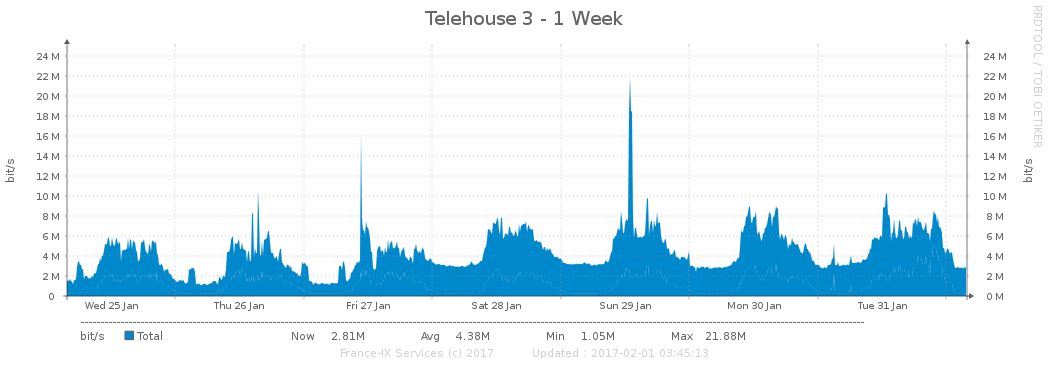 Telehouse 3 - 1 Week
RRDTOOL / TOBI OETIKER
24 M 24 M
22 M 22 M
20 M 20 M
18 M 18 M
16 M 16 M
14 M 14 M
12 M 12 M
10 M 10 M
8 M 8 M
6 M 6 M
4 M 4 M
2 M 2 M
0 0 M
bit/s
bit/s
Wed 25 Jan Thu 26 Jan Fri 27 Jan Sat 28 Jan Sun 29 Jan Mon 30 Jan Tue 31 Jan
bit/s Total Now 2.81M Avg 4.38M Min 1.05M Max 21.88M
France-IX Services (c) 2017 Updated : 2017-02-01 03:45:13